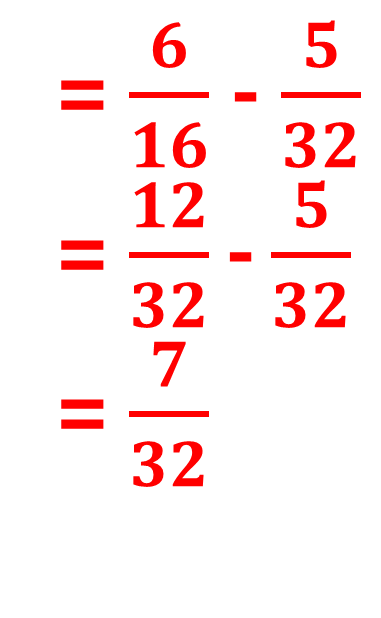 = 6/16 - 5/32
= 12/32 - 5/32
= 7/32